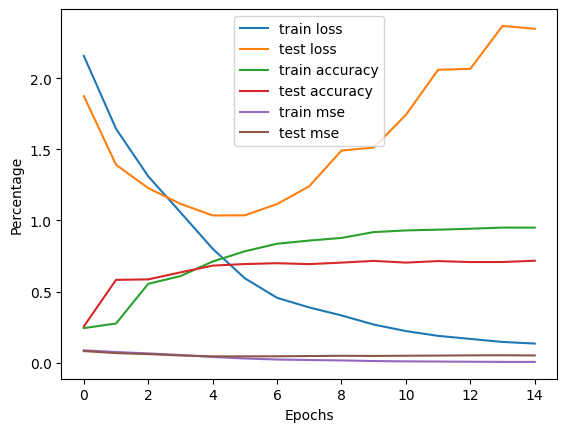 train loss
test loss
train accuracy
test accuracy
train mse
test mse
Percentage
2.0
1.5
1.0
0.5
0.0
0 2 4 6 8 10 12 14
Epochs